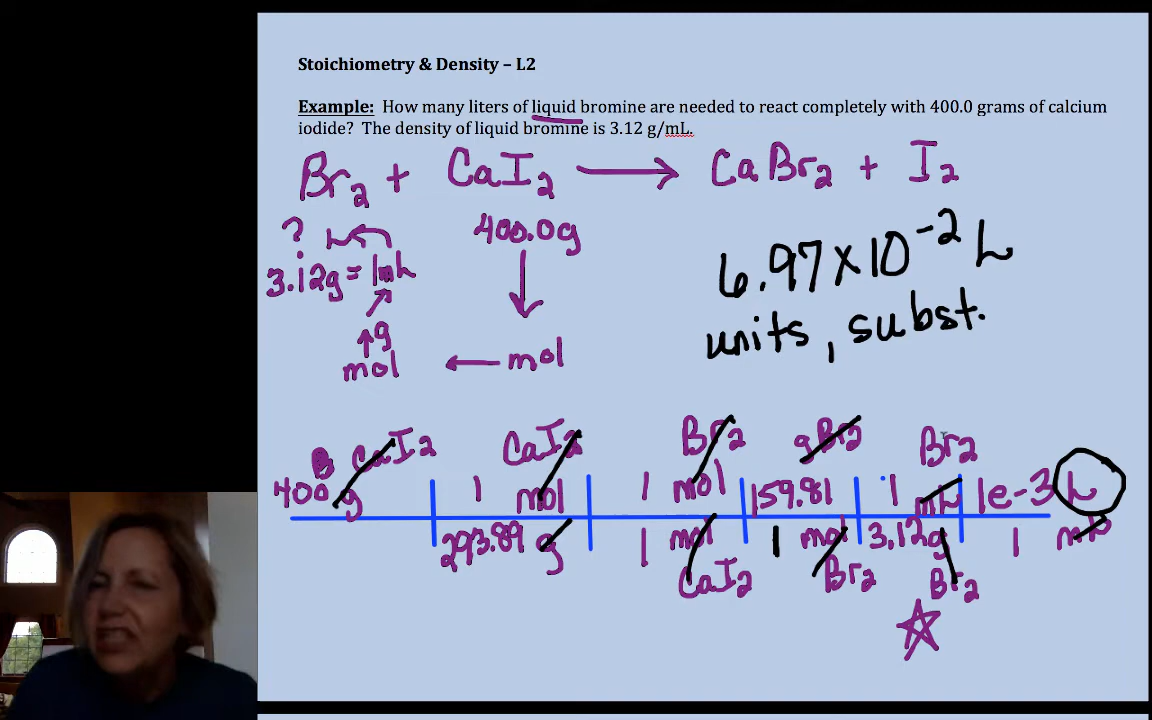 Stoichiometry & Density – L2
Example: How many liters of liquid bromine are needed to react completely with 400.0 grams of calcium
iodide? The density of liquid bromine is 3.12 g/mL.
Br2 + CaI2 → CaBr2 + I2
? L 400.0g
3.12g = 1mL
6.97 x 10^-2 L
g
units, subst.
mol ← mol
CaI2 CaI2 Br2 gBr2 Br2
400 g 1 mol 1 mol 159.81 1 mL 1e-3 L
293.89 g 1 mol 1 mol 3.12g 1 mL
CaI2 Br2 Br2